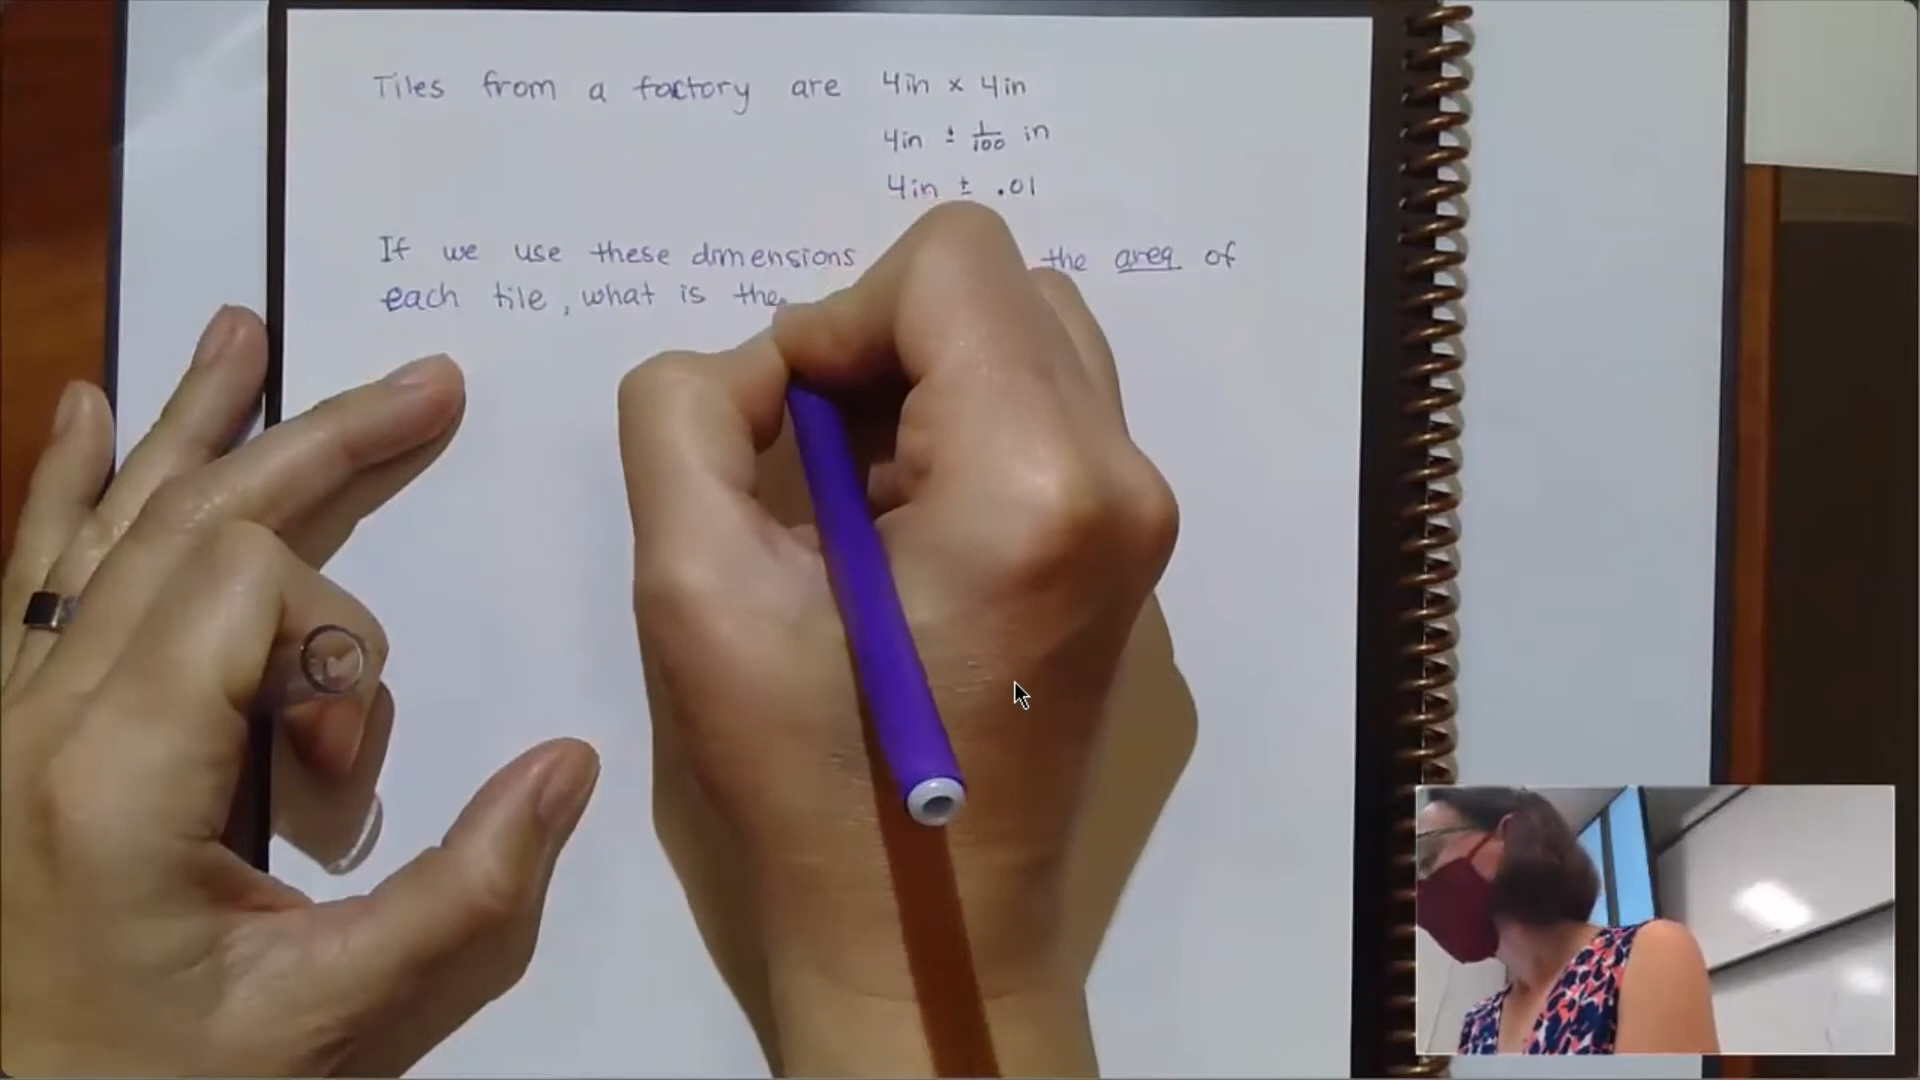 Tiles from a factory are 4in x 4in
4in ± 1/100 in
4in ± .01
If we use these dmensions the area of
each tile, what is the